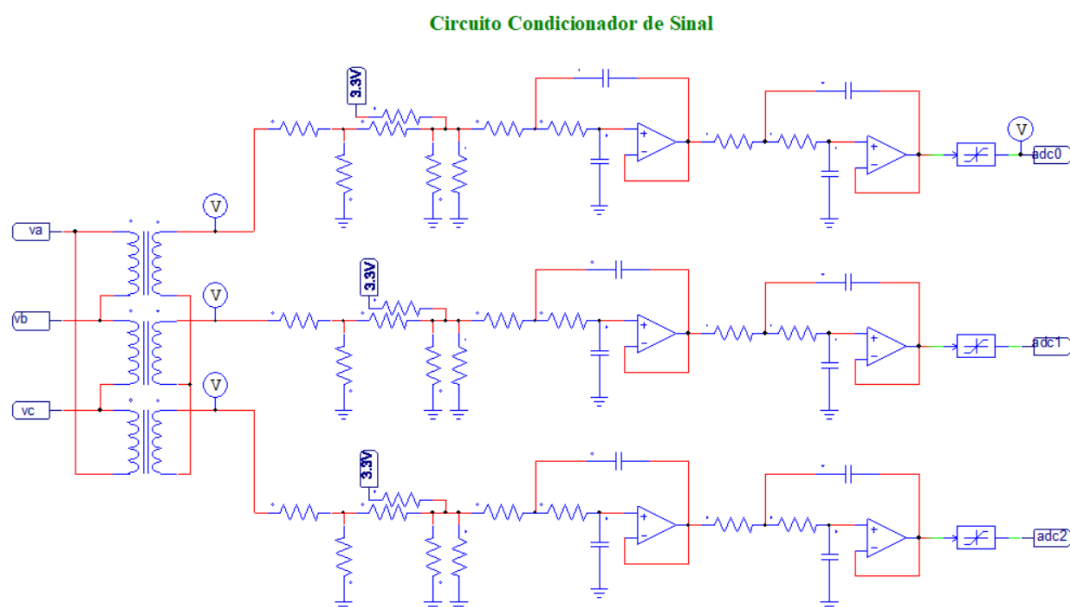 Circuito Condicionador de Sinal
3.3V
V
adc0
V
va
3.3V
V
vb
adc1
V
vc
3.3V
adc2